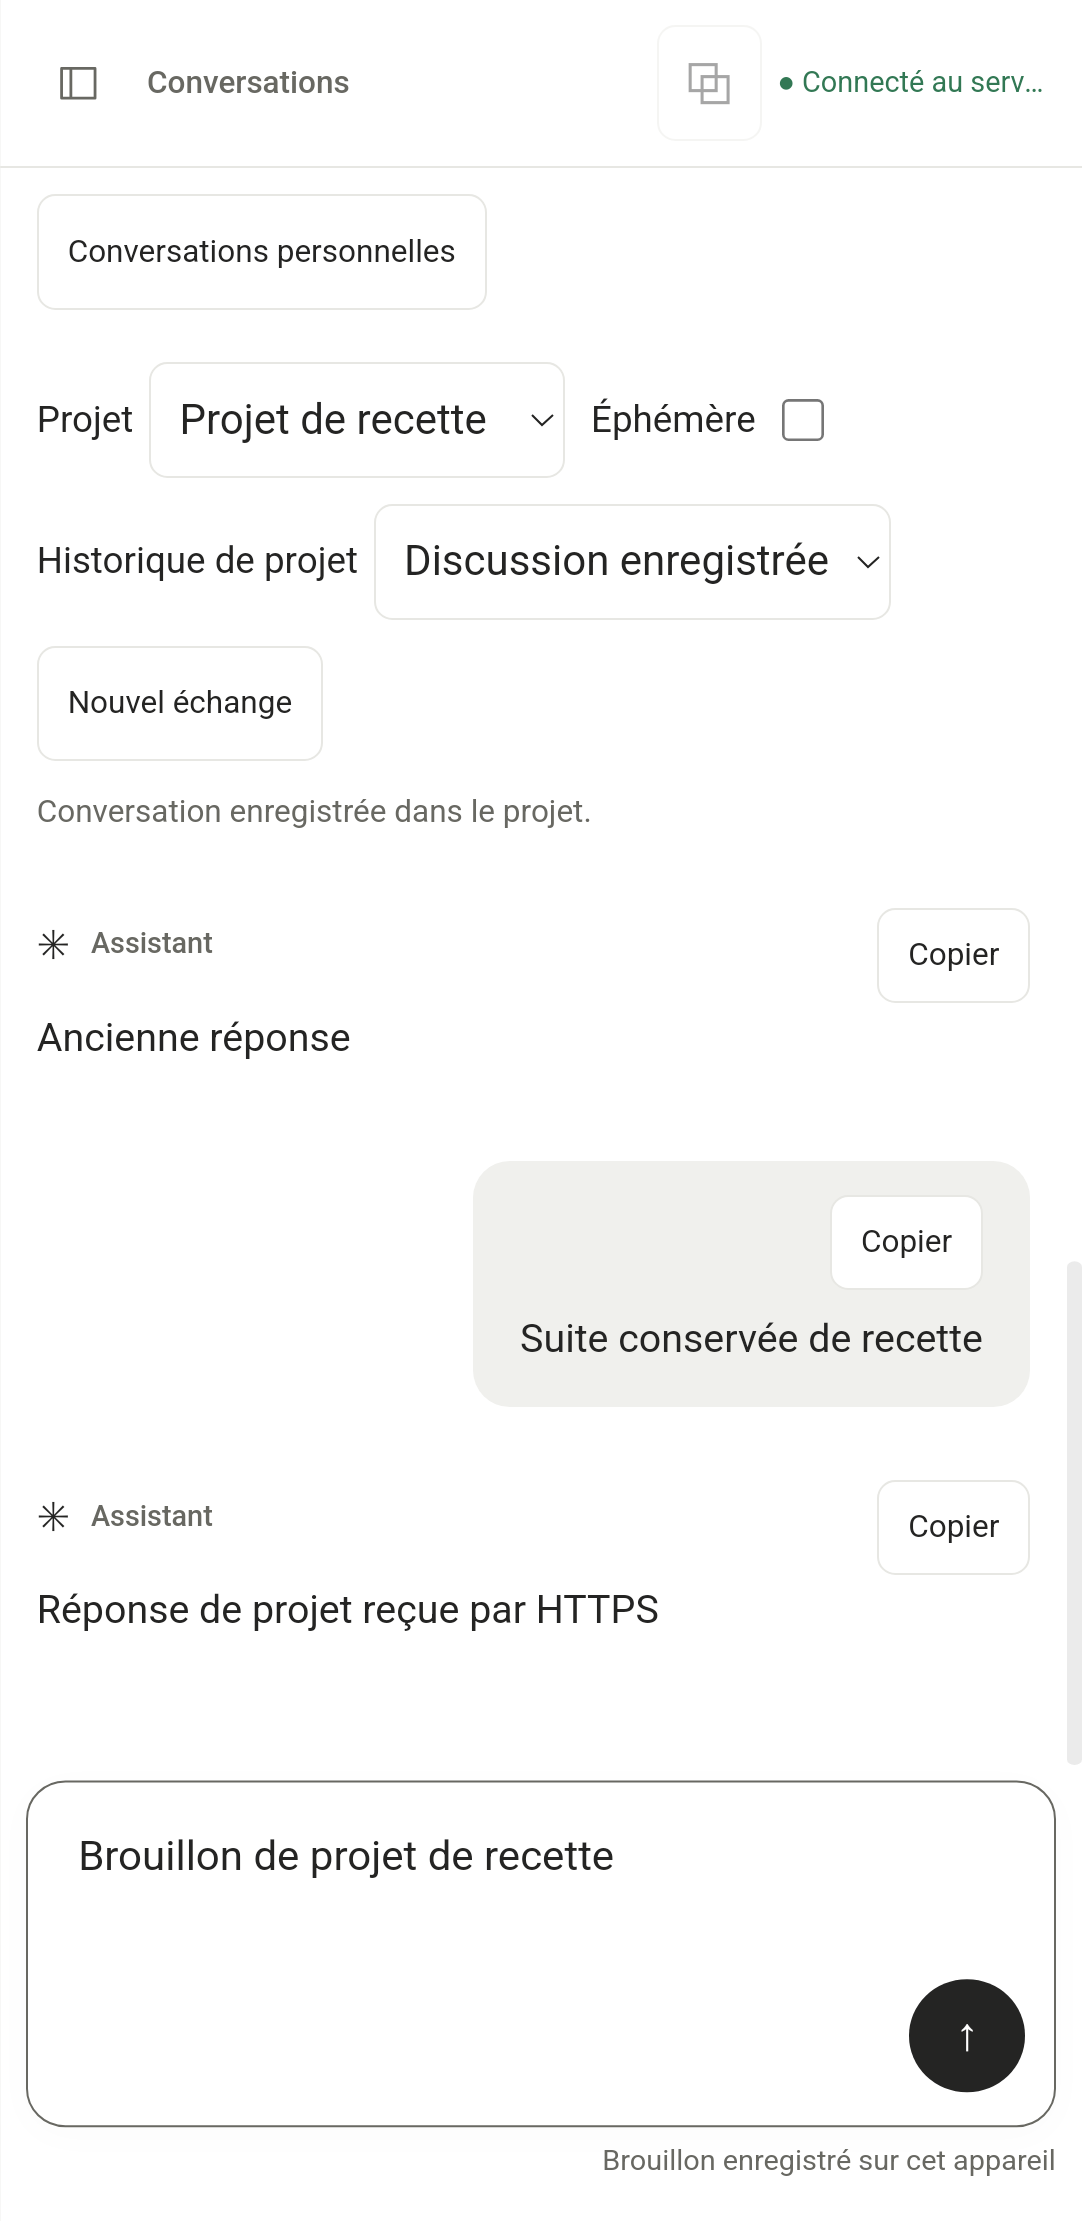 Conversations
Connecté au serv...
Conversations personnelles
Projet Projet de recette Éphémère
Historique de projet Discussion enregistrée
Nouvel échange
Conversation enregistrée dans le projet.
Assistant Copier
Ancienne réponse
Copier
Suite conservée de recette
Assistant Copier
Réponse de projet reçue par HTTPS
Brouillon de projet de recette
↑
Brouillon enregistré sur cet appareil